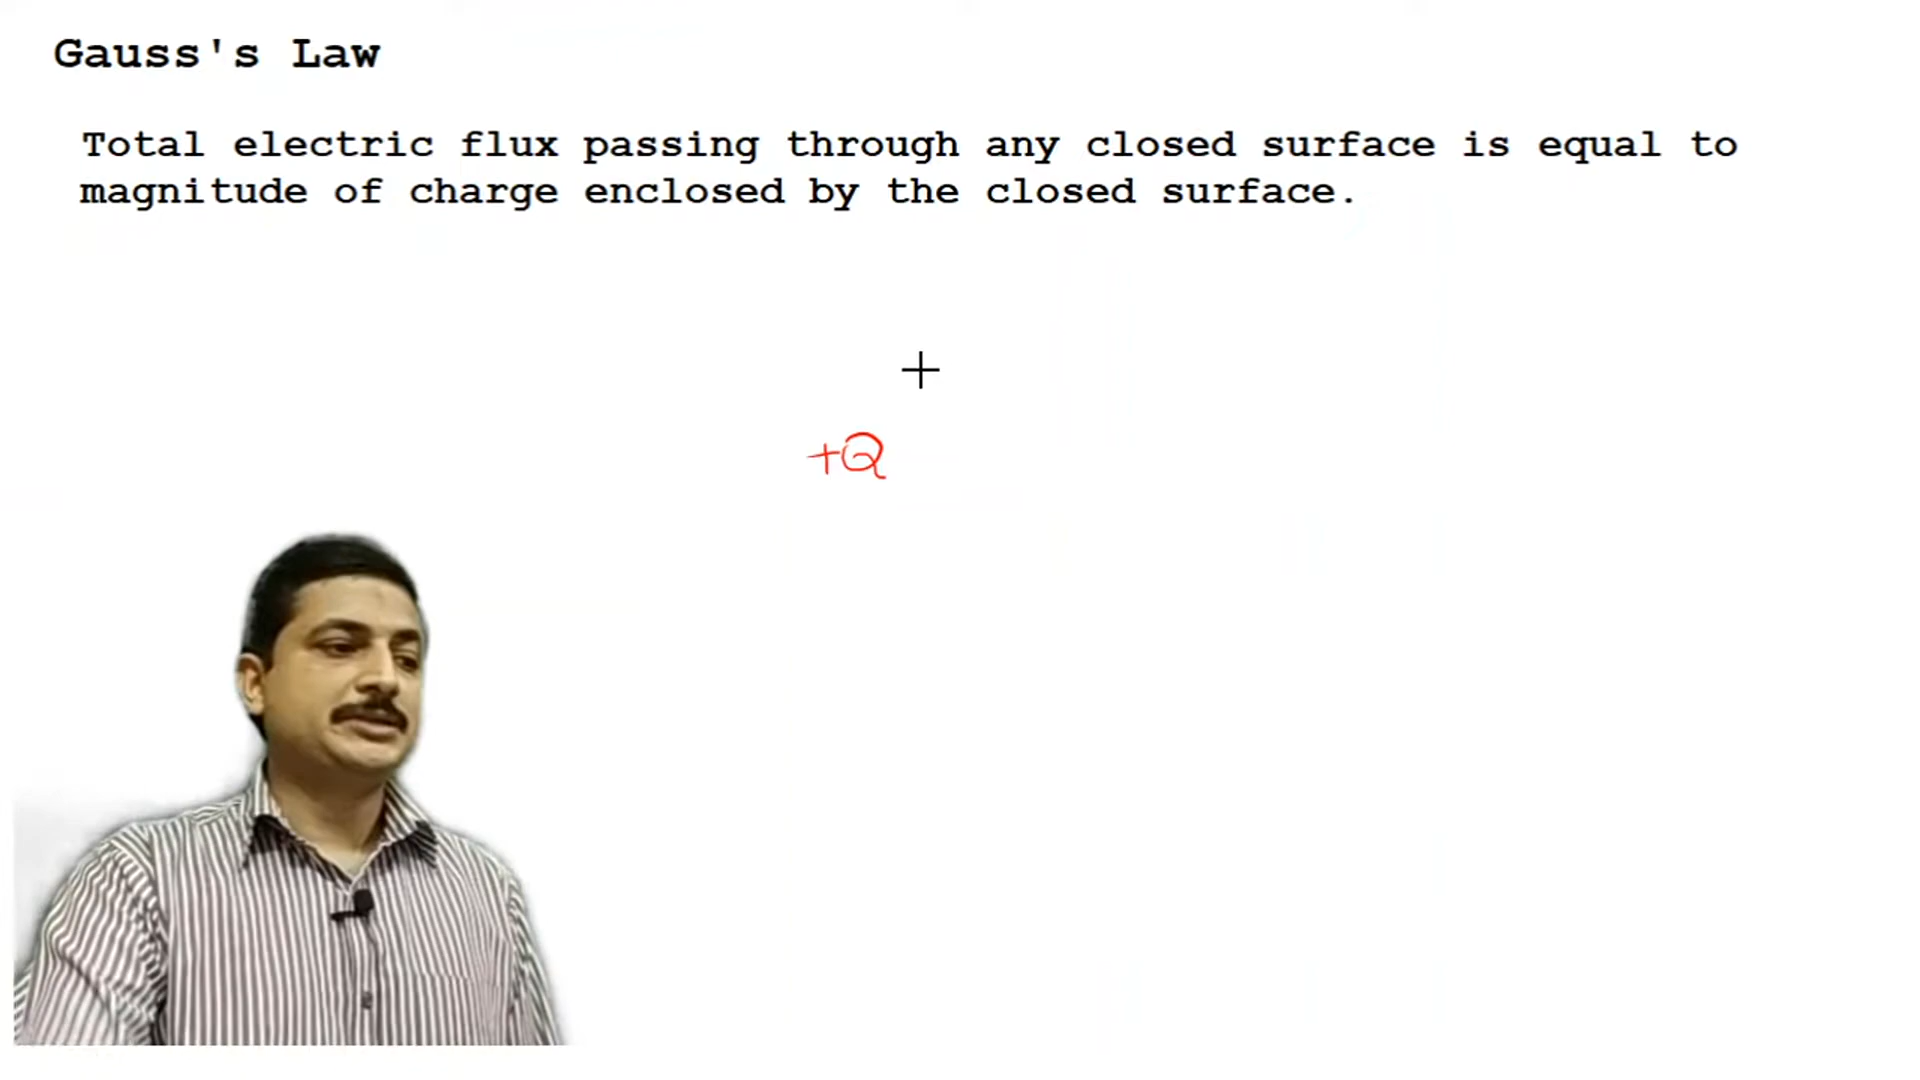 Gauss's Law
Total electric flux passing through any closed surface is equal to
magnitude of charge enclosed by the closed surface.
+Q